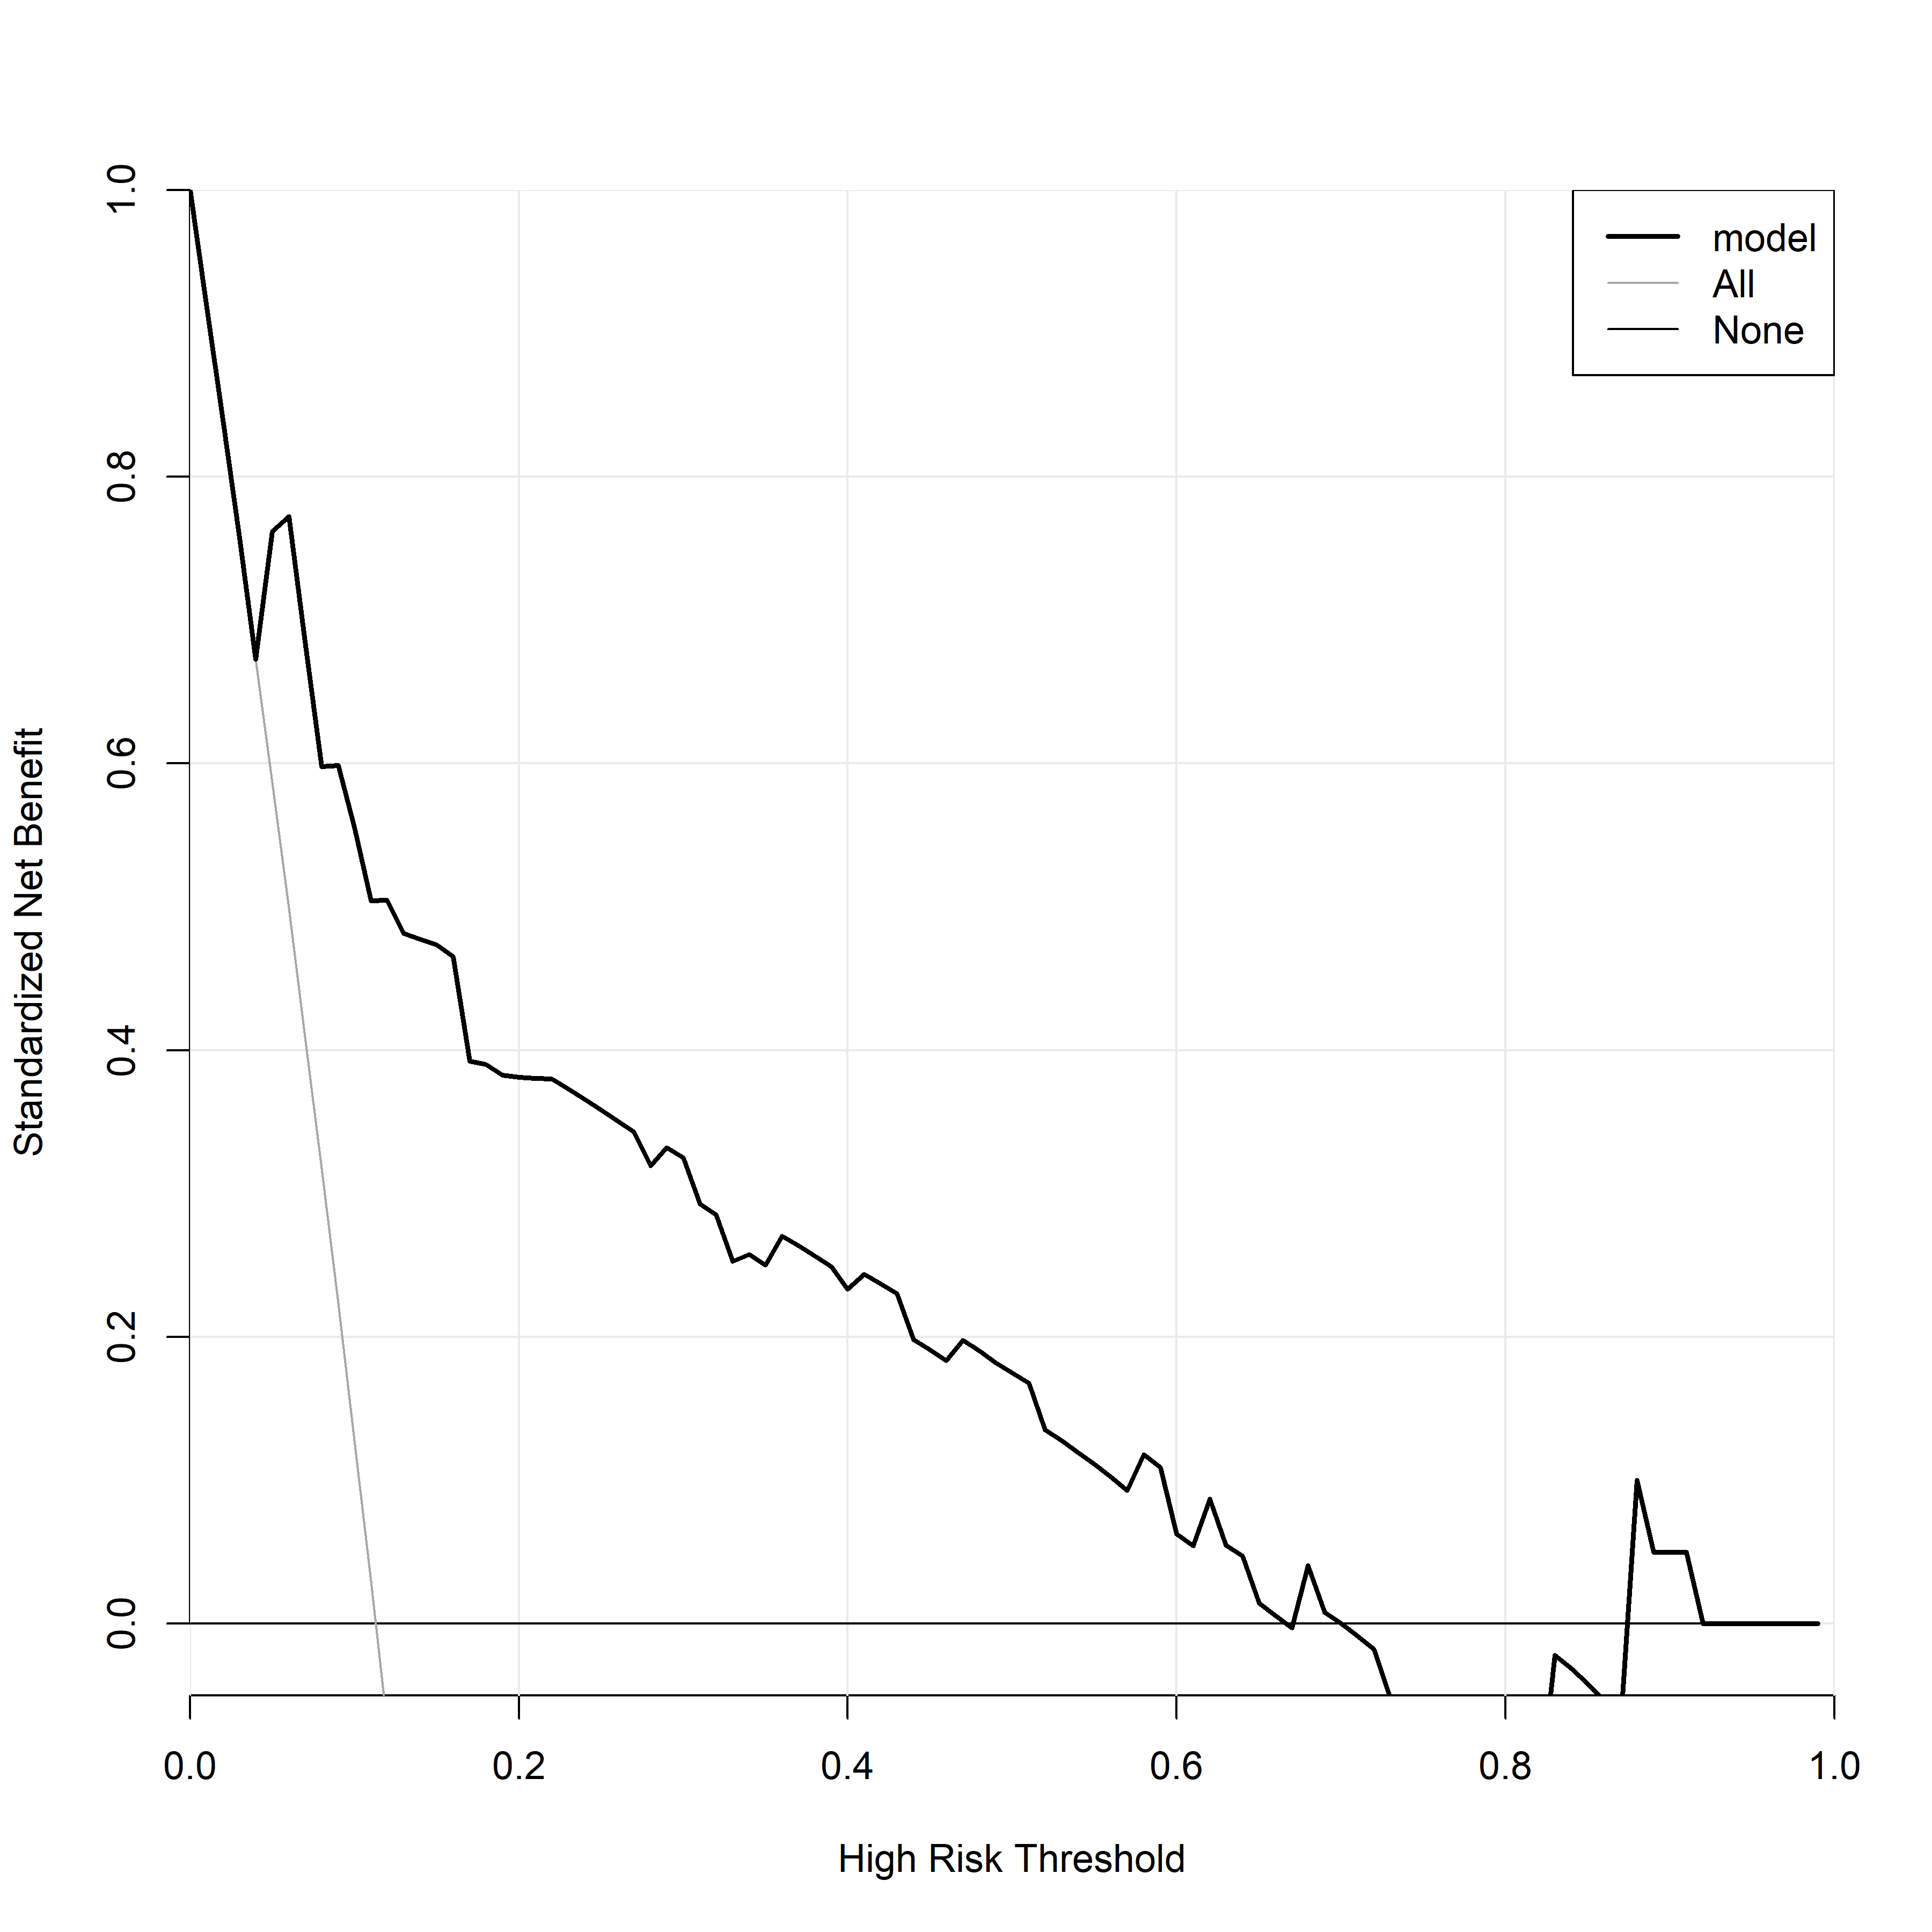 model
All
None
Standardized Net Benefit
1.0
0.8
0.6
0.4
0.2
0.0
0.0 0.2 0.4 0.6 0.8 1.0
High Risk Threshold